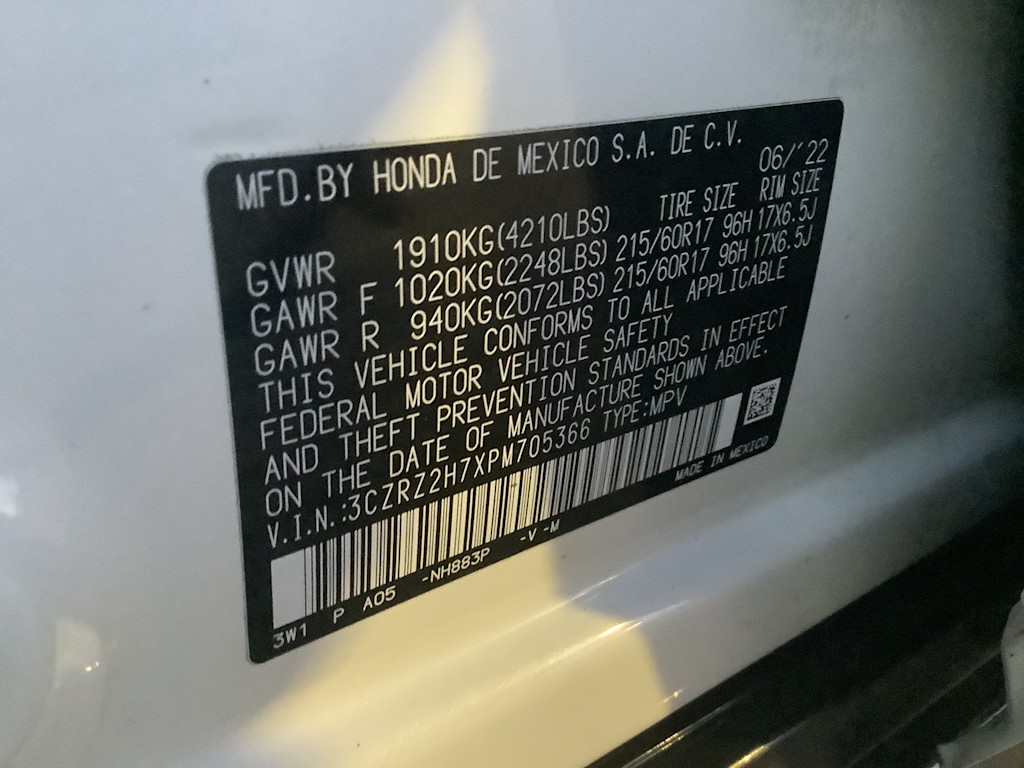 MFD.BY HONDA DE MEXICO S.A. DE C.V.
06/'22
TIRE SIZE RIM SIZE
GVWR 1910KG(4210LBS)
GAWR F 1020KG(2248LBS) 215/60R17 96H 17X6.5J
GAWR R 940KG(2072LBS) 215/60R17 96H 17X6.5J
THIS VEHICLE CONFORMS TO ALL APPLICABLE
FEDERAL MOTOR VEHICLE SAFETY
AND THEFT PREVENTION STANDARDS IN EFFECT
ON THE DATE OF MANUFACTURE SHOWN ABOVE.
V.I.N.:3CZRZ2H7XPM705366 TYPE:MPV
MADE IN MEXICO
3W1 P A05 -NH883P -V -M